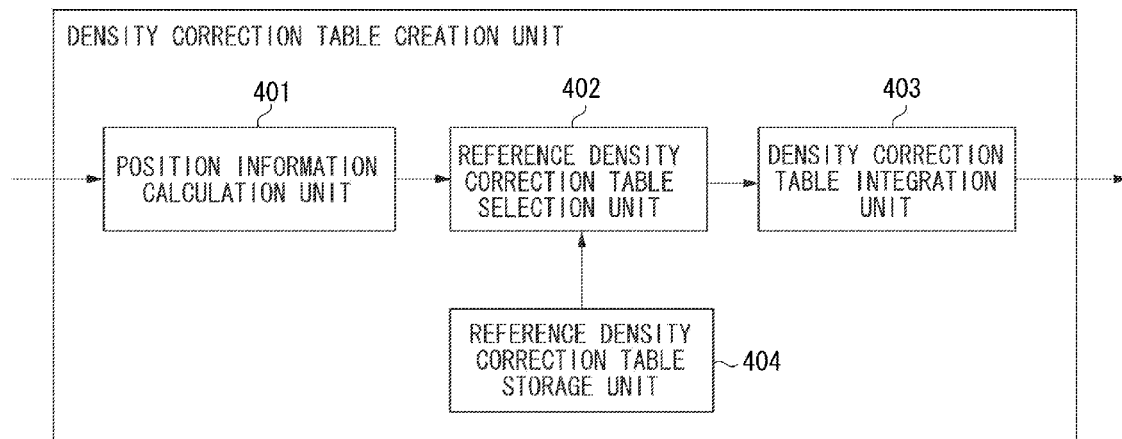 DENSITY CORRECTION TABLE CREATION UNIT
401
402
403
POSITION INFORMATION
CALCULATION UNIT
REFERENCE DENSITY
CORRECTION TABLE
SELECTION UNIT
DENSITY CORRECTION
TABLE INTEGRATION
UNIT
REFERENCE DENSITY
CORRECTION TABLE
STORAGE UNIT
404